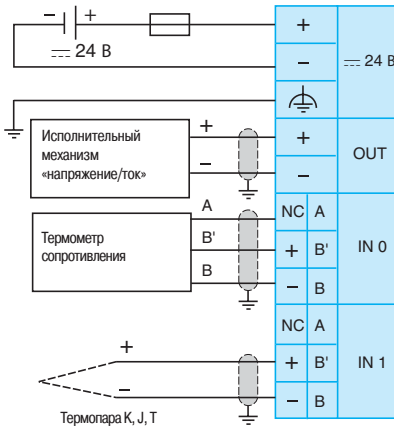 − + +
⎓ 24 В
− ⎓ 24 В
Исполнительный
механизм
«напряжение/ток»
+ +
− −
OUT
A NC A
Термометр
сопротивления
B' + B' IN 0
B − B
NC A
+ + B' IN 1
− − B
Термопара K, J, T